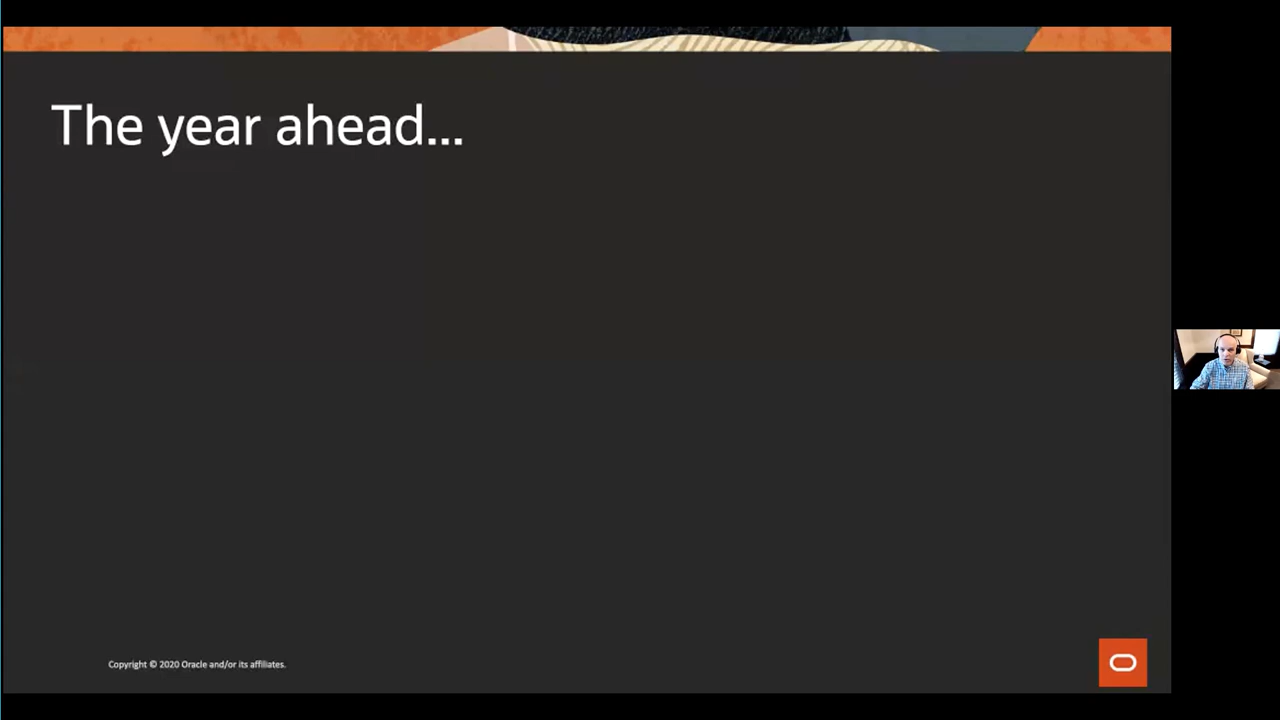 The year ahead...
Copyright © 2020 Oracle and/or its affiliates.